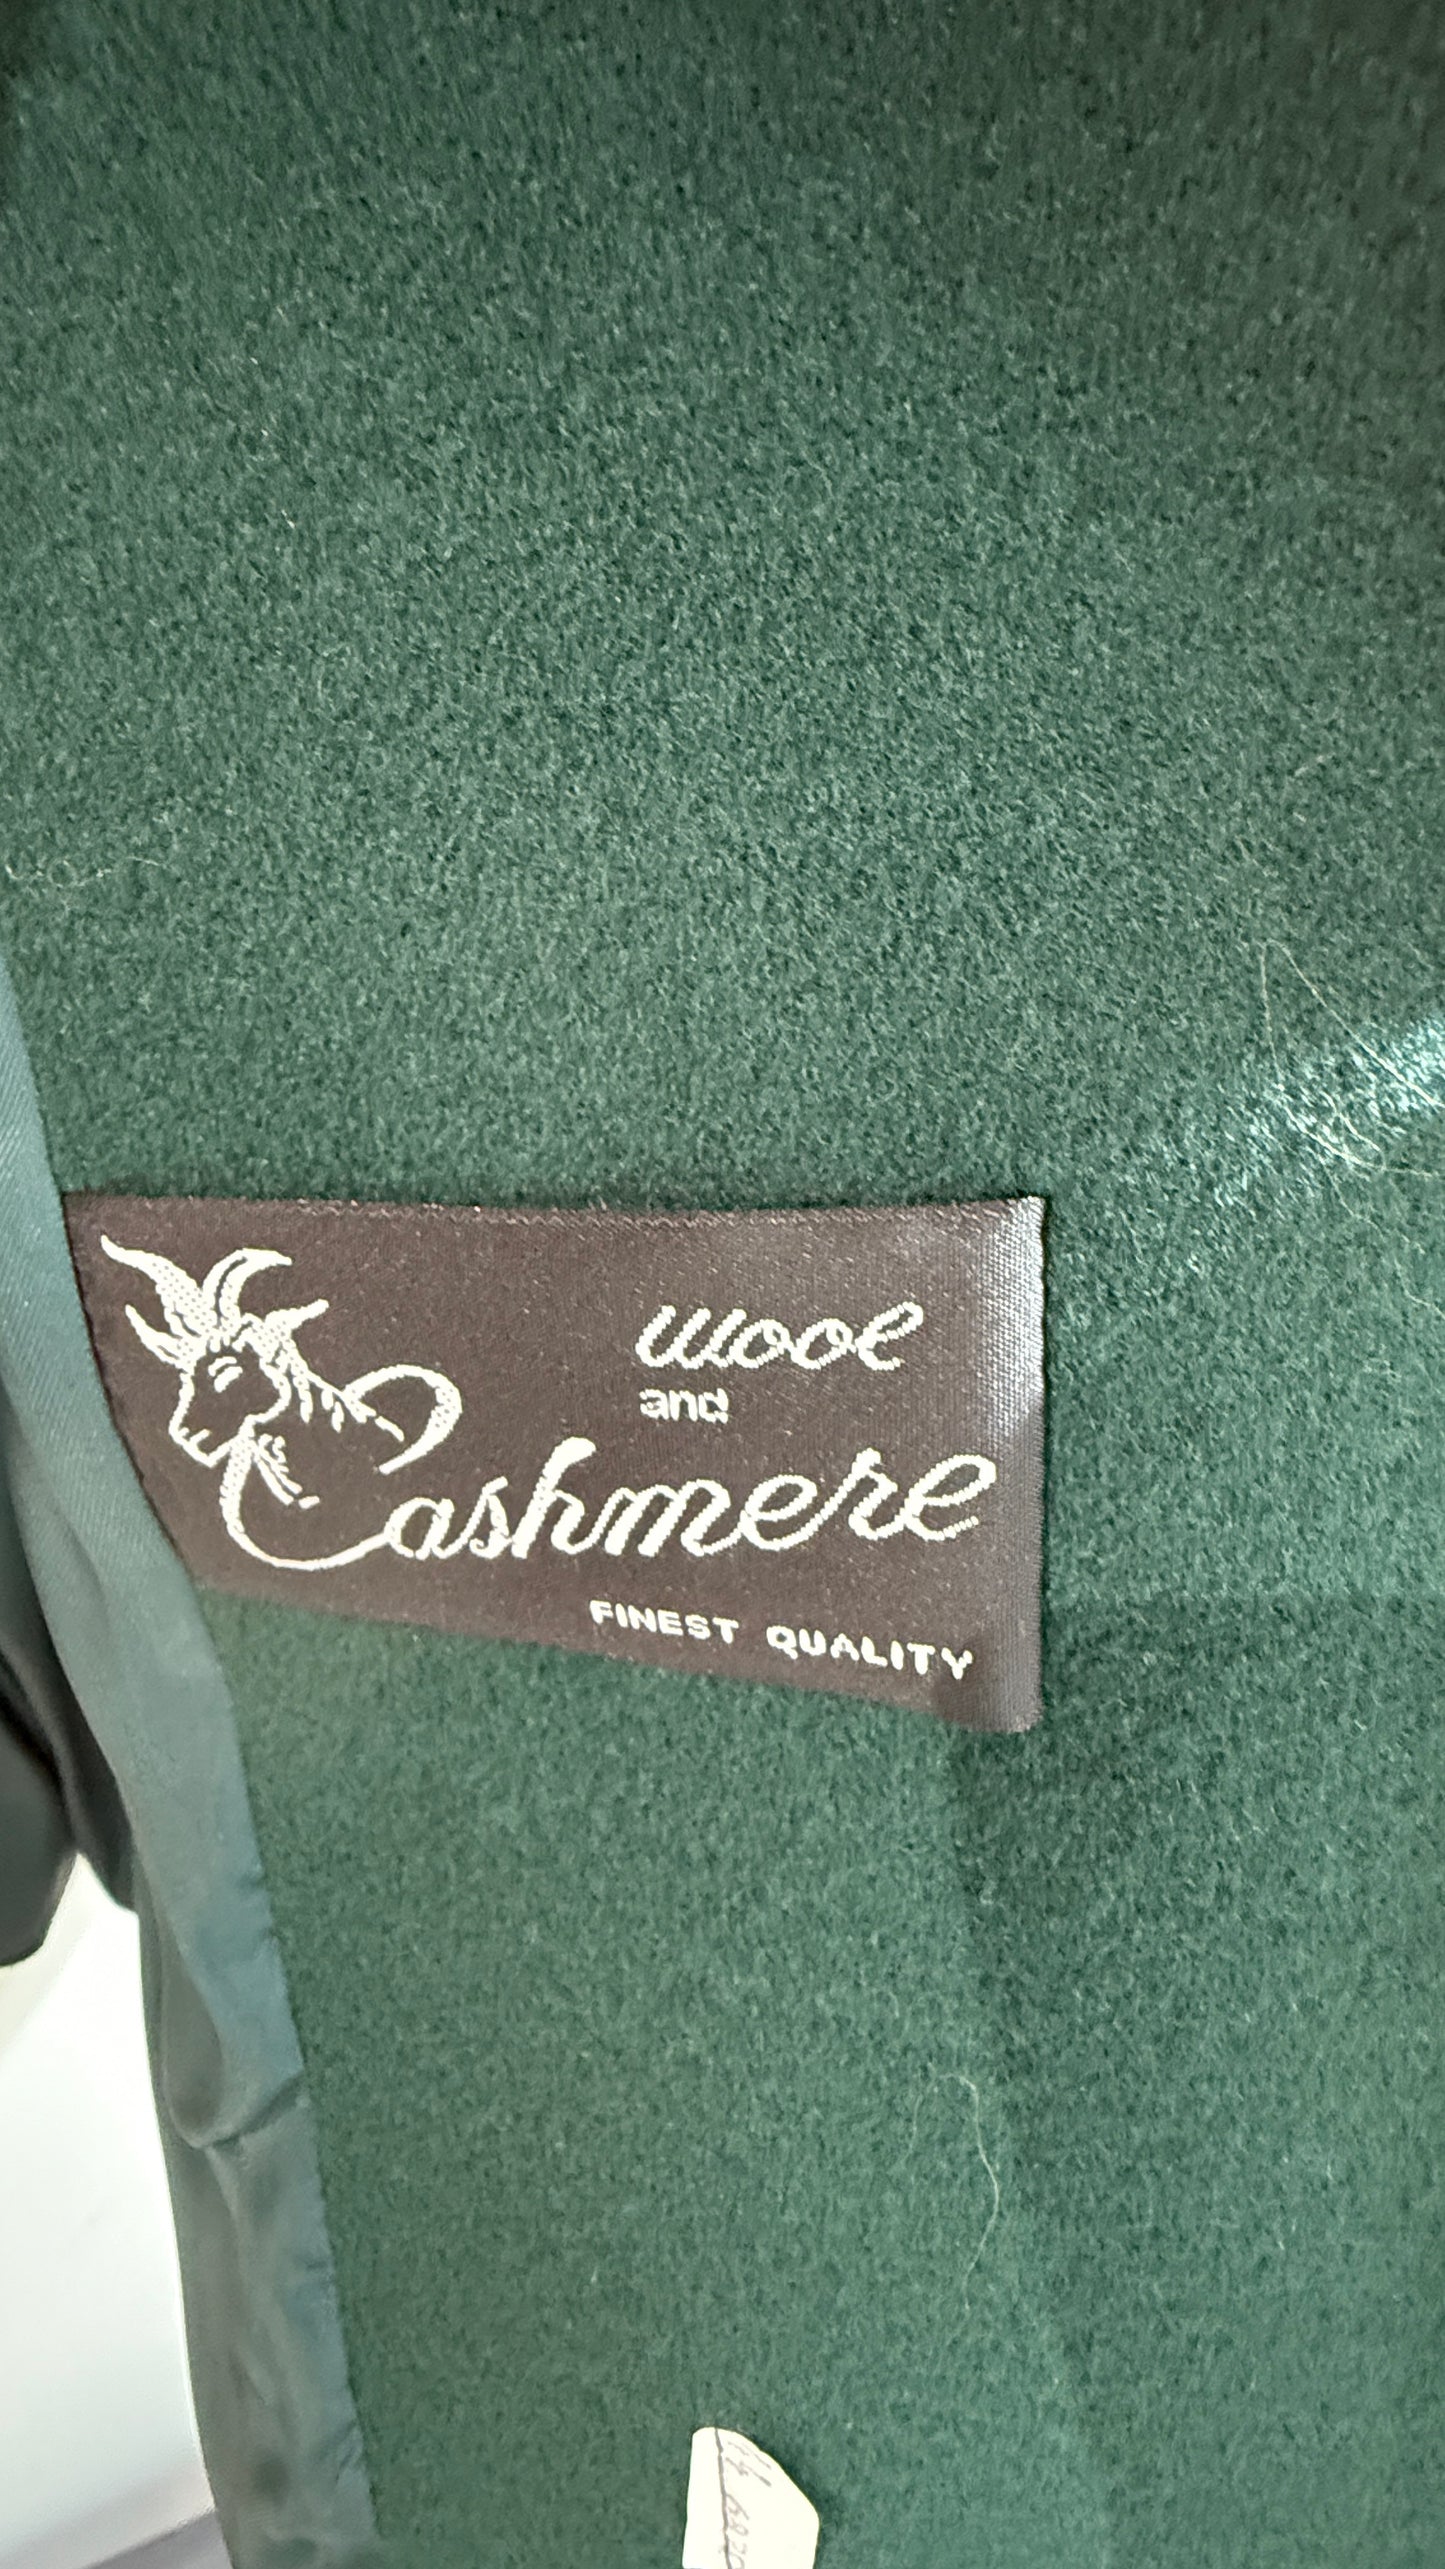 wool
and
Cashmere
FINEST QUALITY